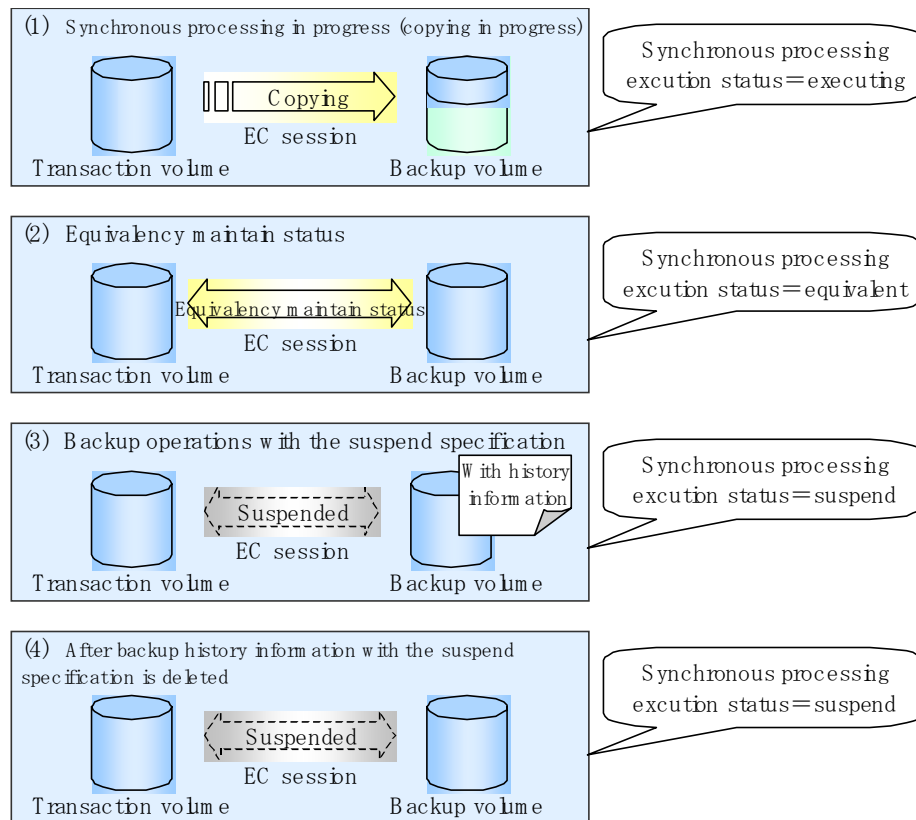 (1) Synchronous processing in progress (copying in progress)
Copying
EC session
Transaction volume
Backup volume
Synchronous processing
excution status＝executing
(2) Equivalency maintain status
Equivalency maintain status
EC session
Transaction volume
Backup volume
Synchronous processing
excution status＝equivalent
(3) Backup operations with the suspend specification
With history
information
Suspended
EC session
Transaction volume
Backup volume
Synchronous processing
excution status＝suspend
(4) After backup history information with the suspend
specification is deleted
Suspended
EC session
Transaction volume
Backup volume
Synchronous processing
excution status＝suspend